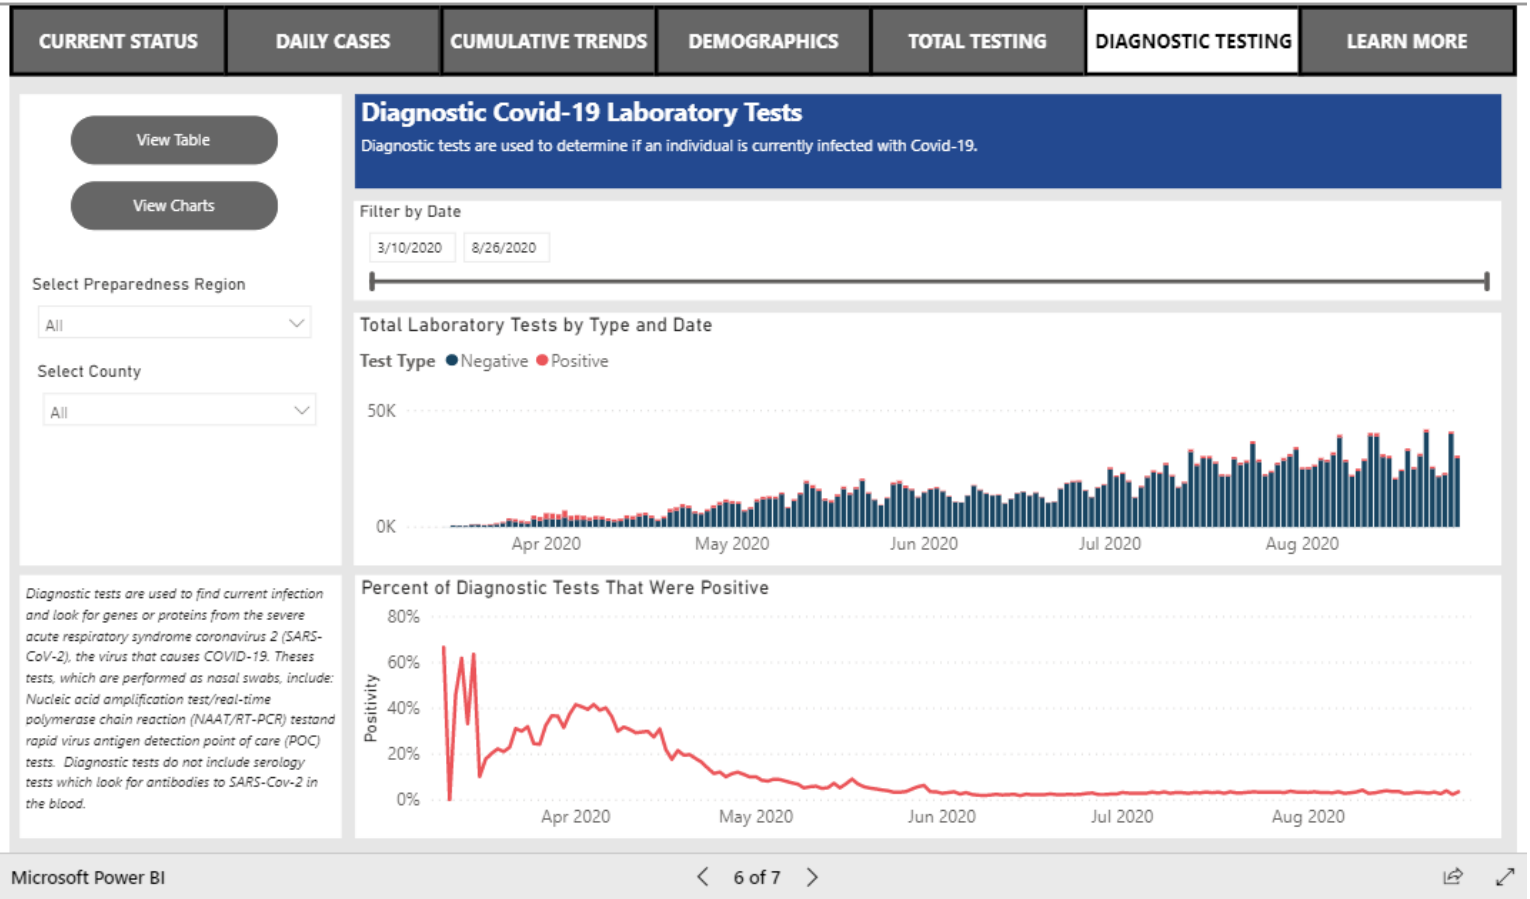 CURRENT STATUS
DAILY CASES
CUMULATIVE TRENDS
DEMOGRAPHICS
TOTAL TESTING
DIAGNOSTIC TESTING
LEARN MORE
View Table
View Charts
Select Preparedness Region
All
Select County
All
Diagnostic tests are used to find current infection
and look for genes or proteins from the severe
acute respiratory syndrome coronavirus 2 (SARS-
CoV-2), the virus that causes COVID-19. Theses
tests, which are performed as nasal swabs, include:
Nucleic acid amplification test/real-time
polymerase chain reaction (NAAT/RT-PCR) testand
rapid virus antigen detection point of care (POC)
tests. Diagnostic tests do not include serology
tests which look for antibodies to SARS-Cov-2 in
the blood.
Diagnostic Covid-19 Laboratory Tests
Diagnostic tests are used to determine if an individual is currently infected with Covid-19.
Filter by Date
3/10/2020 8/26/2020
Total Laboratory Tests by Type and Date
Test Type Negative Positive
50K
0K
Apr 2020 May 2020 Jun 2020 Jul 2020 Aug 2020
Percent of Diagnostic Tests That Were Positive
Positivity
80%
60%
40%
20%
0%
Apr 2020 May 2020 Jun 2020 Jul 2020 Aug 2020
Microsoft Power BI
6 of 7